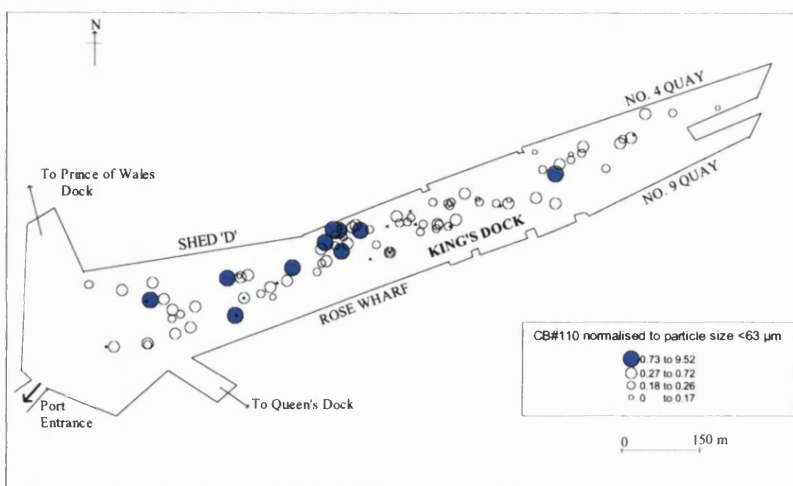 N
NO. 4 QUAY
To Prince of Wales
Dock
NO. 9 QUAY
SHED 'D'
KING'S DOCK
ROSE WHARF
CB#110 normalised to particle size <63 µm
0.73 to 9.52
0.27 to 0.72
0.18 to 0.26
0 to 0.17
Port
Entrance
To Queen's Dock
0 150 m